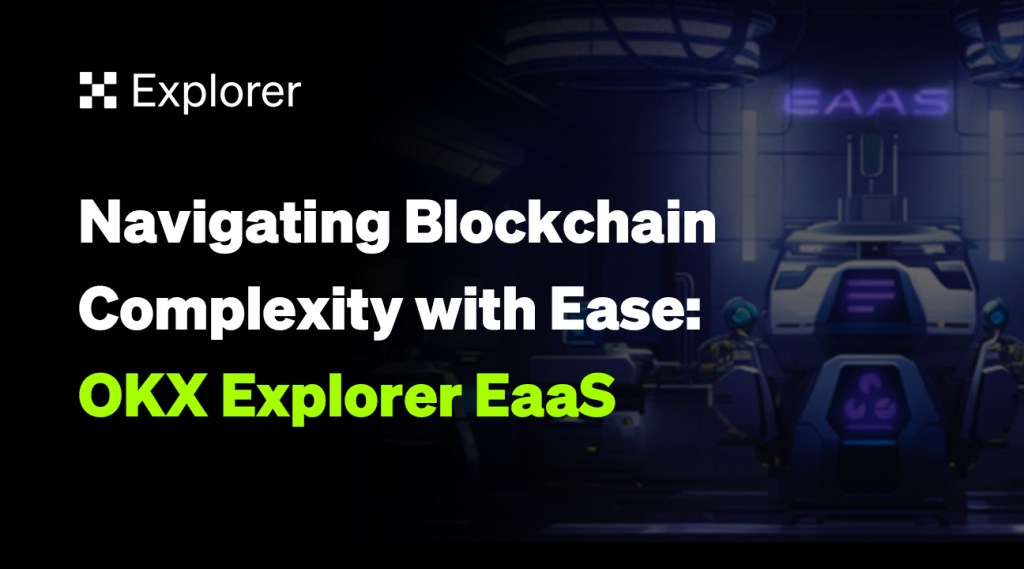 Explorer
EAAS
Navigating Blockchain
Complexity with Ease:
OKX Explorer EaaS